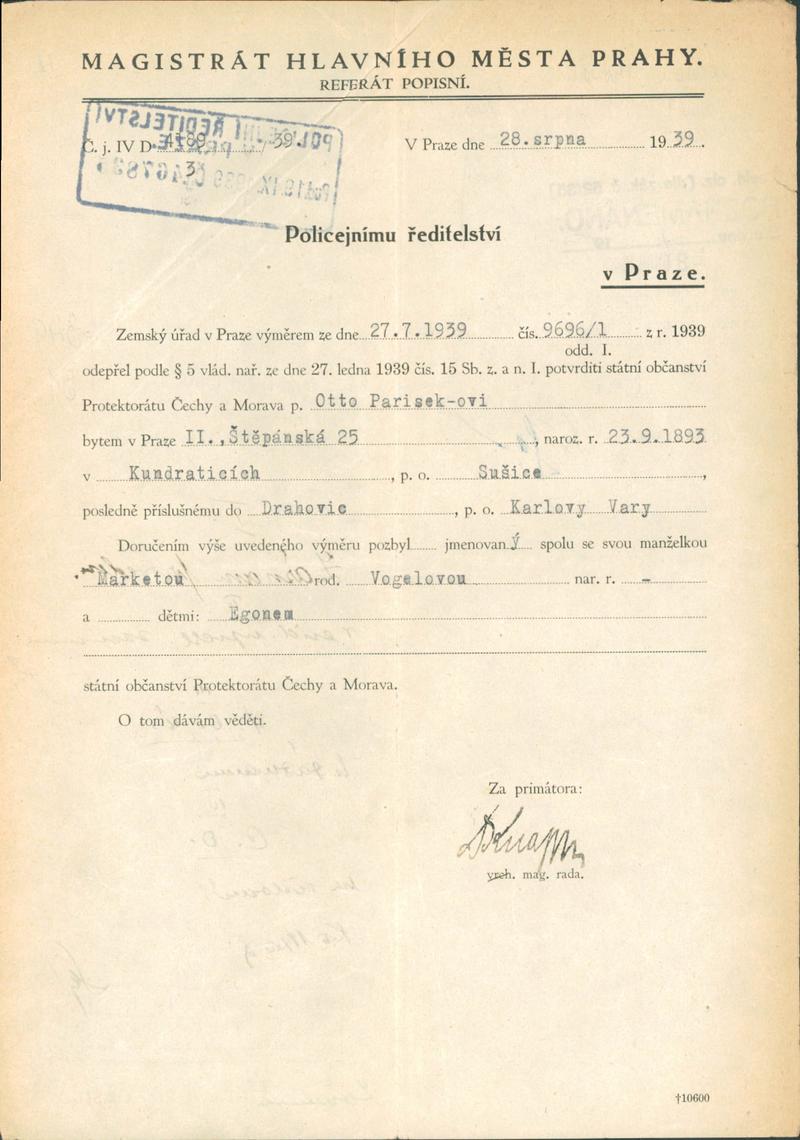 MAGISTRÁT HLAVNÍHO MĚSTA PRAHY.
REFERÁT POPISNÍ.
Č. j. IV D
39
V Praze dne 28.srpna 1939.
ŘEDITELSTVÍ
Policejnímu ředitelství
v Praze.
Zemský úřad v Praze výměrem ze dne 27.7.1939 čís. 9696/1 z r. 1939
odd. I.
odepřel podle § 5 vlád. nař. ze dne 27. ledna 1939 čís. 15 Sb. z. a n. I. potvrditi státní občanství
Protektorátu Čechy a Morava p. Otto Parisek-ovi
bytem v Praze II.,Štěpánská 25, naroz. r. 23.9.1893
v Kundraticích, p. o. Sušice,
posledně příslušnému do Drahovic, p. o. Karlovy Vary
Doručením výše uvedeného výměru pozbyl jmenovaný spolu se svou manželkou
Marketou rod. Vogelovou nar. r. -
a dětmi: Egonem
státní občanství Protektorátu Čechy a Morava.
O tom dávám věděti.
Za primátora:
vrch. mag. rada.
†10600